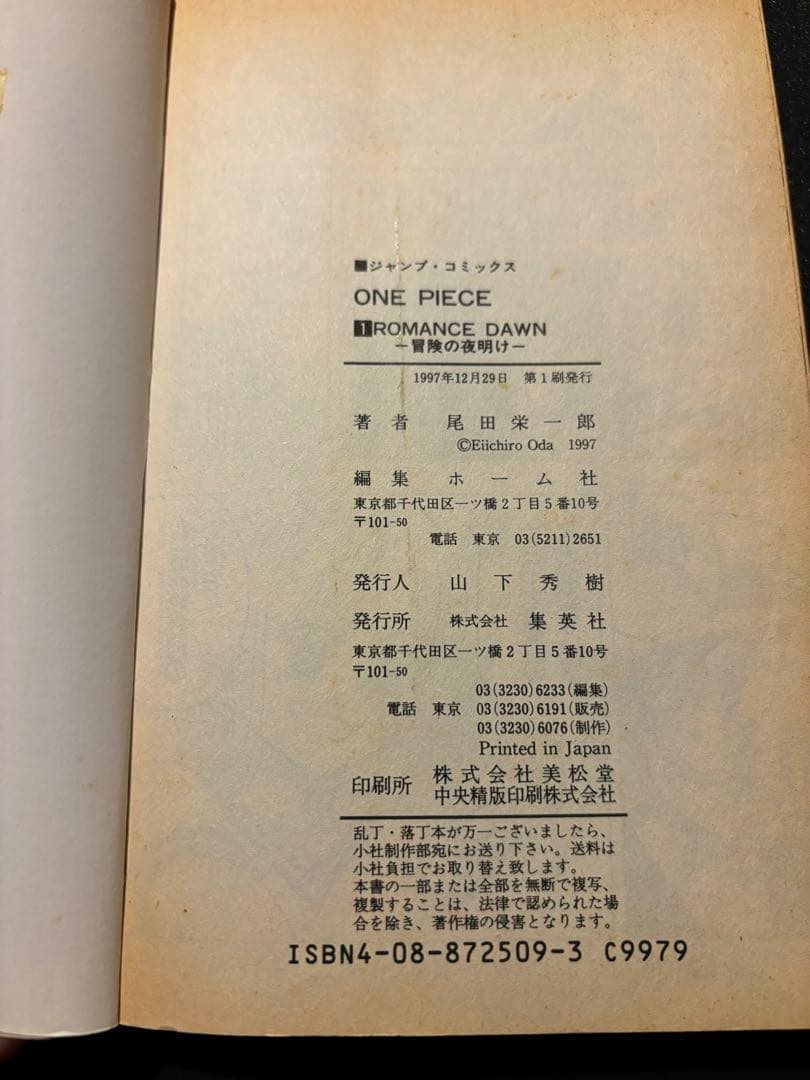 ■ジャンプ・コミックス
ONE PIECE
1ROMANCE DAWN
―冒険の夜明け―
1997年12月29日 第1刷発行
著者 尾田栄一郎
©Eiichiro Oda 1997
編集 ホーム社
東京都千代田区一ツ橋2丁目5番10号
〒101-50
電話 東京 03(5211)2651
発行人 山下秀樹
発行所 株式会社 集英社
東京都千代田区一ツ橋2丁目5番10号
〒101-50
03(3230)6233(編集)
電話 東京 03(3230)6191(販売)
03(3230)6076(制作)
Printed in Japan
印刷所 株式会社美松堂
中央精版印刷株式会社
乱丁・落丁本が万一ございましたら、
小社制作部宛にお送り下さい。送料は
小社負担でお取り替え致します。
本書の一部または全部を無断で複写、
複製することは、法律で認められた場
合を除き、著作権の侵害となります。
ISBN4-08-872509-3 C9979